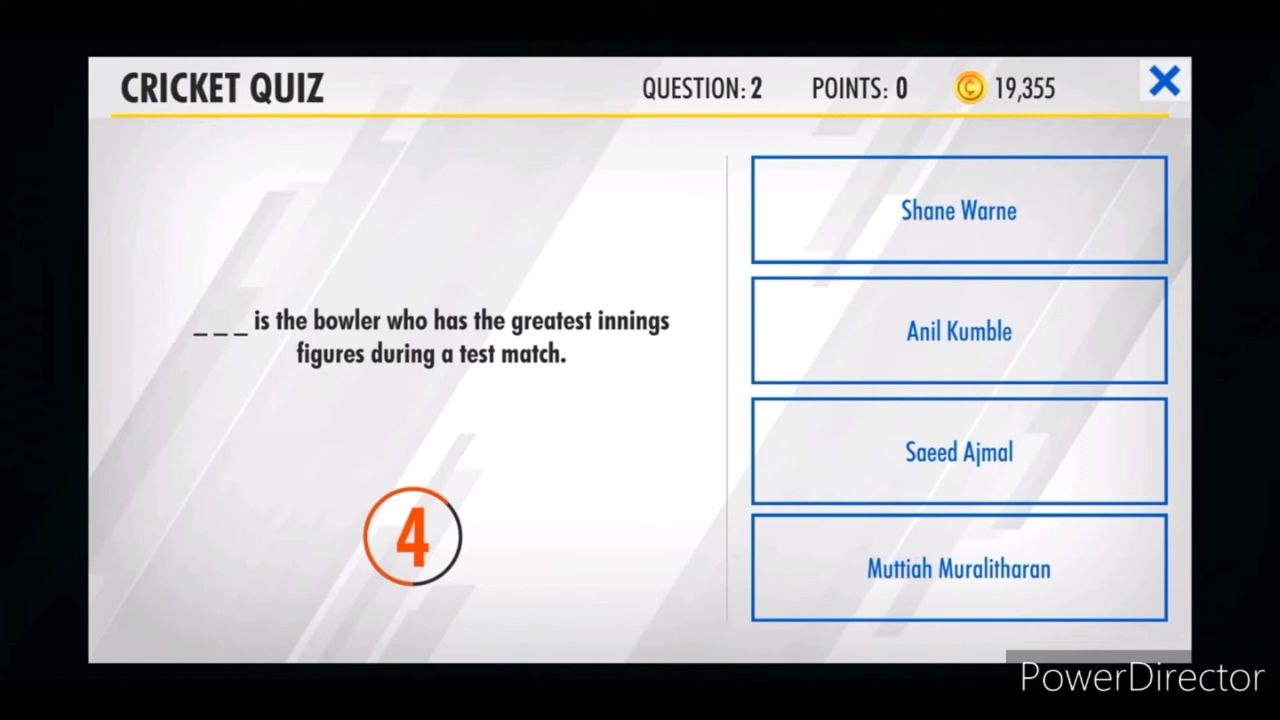 CRICKET QUIZ
QUESTION: 2
POINTS: 0
19,355
_ _ _ is the bowler who has the greatest innings
figures during a test match.
4
Shane Warne
Anil Kumble
Saeed Ajmal
Muttiah Muralitharan
PowerDirector